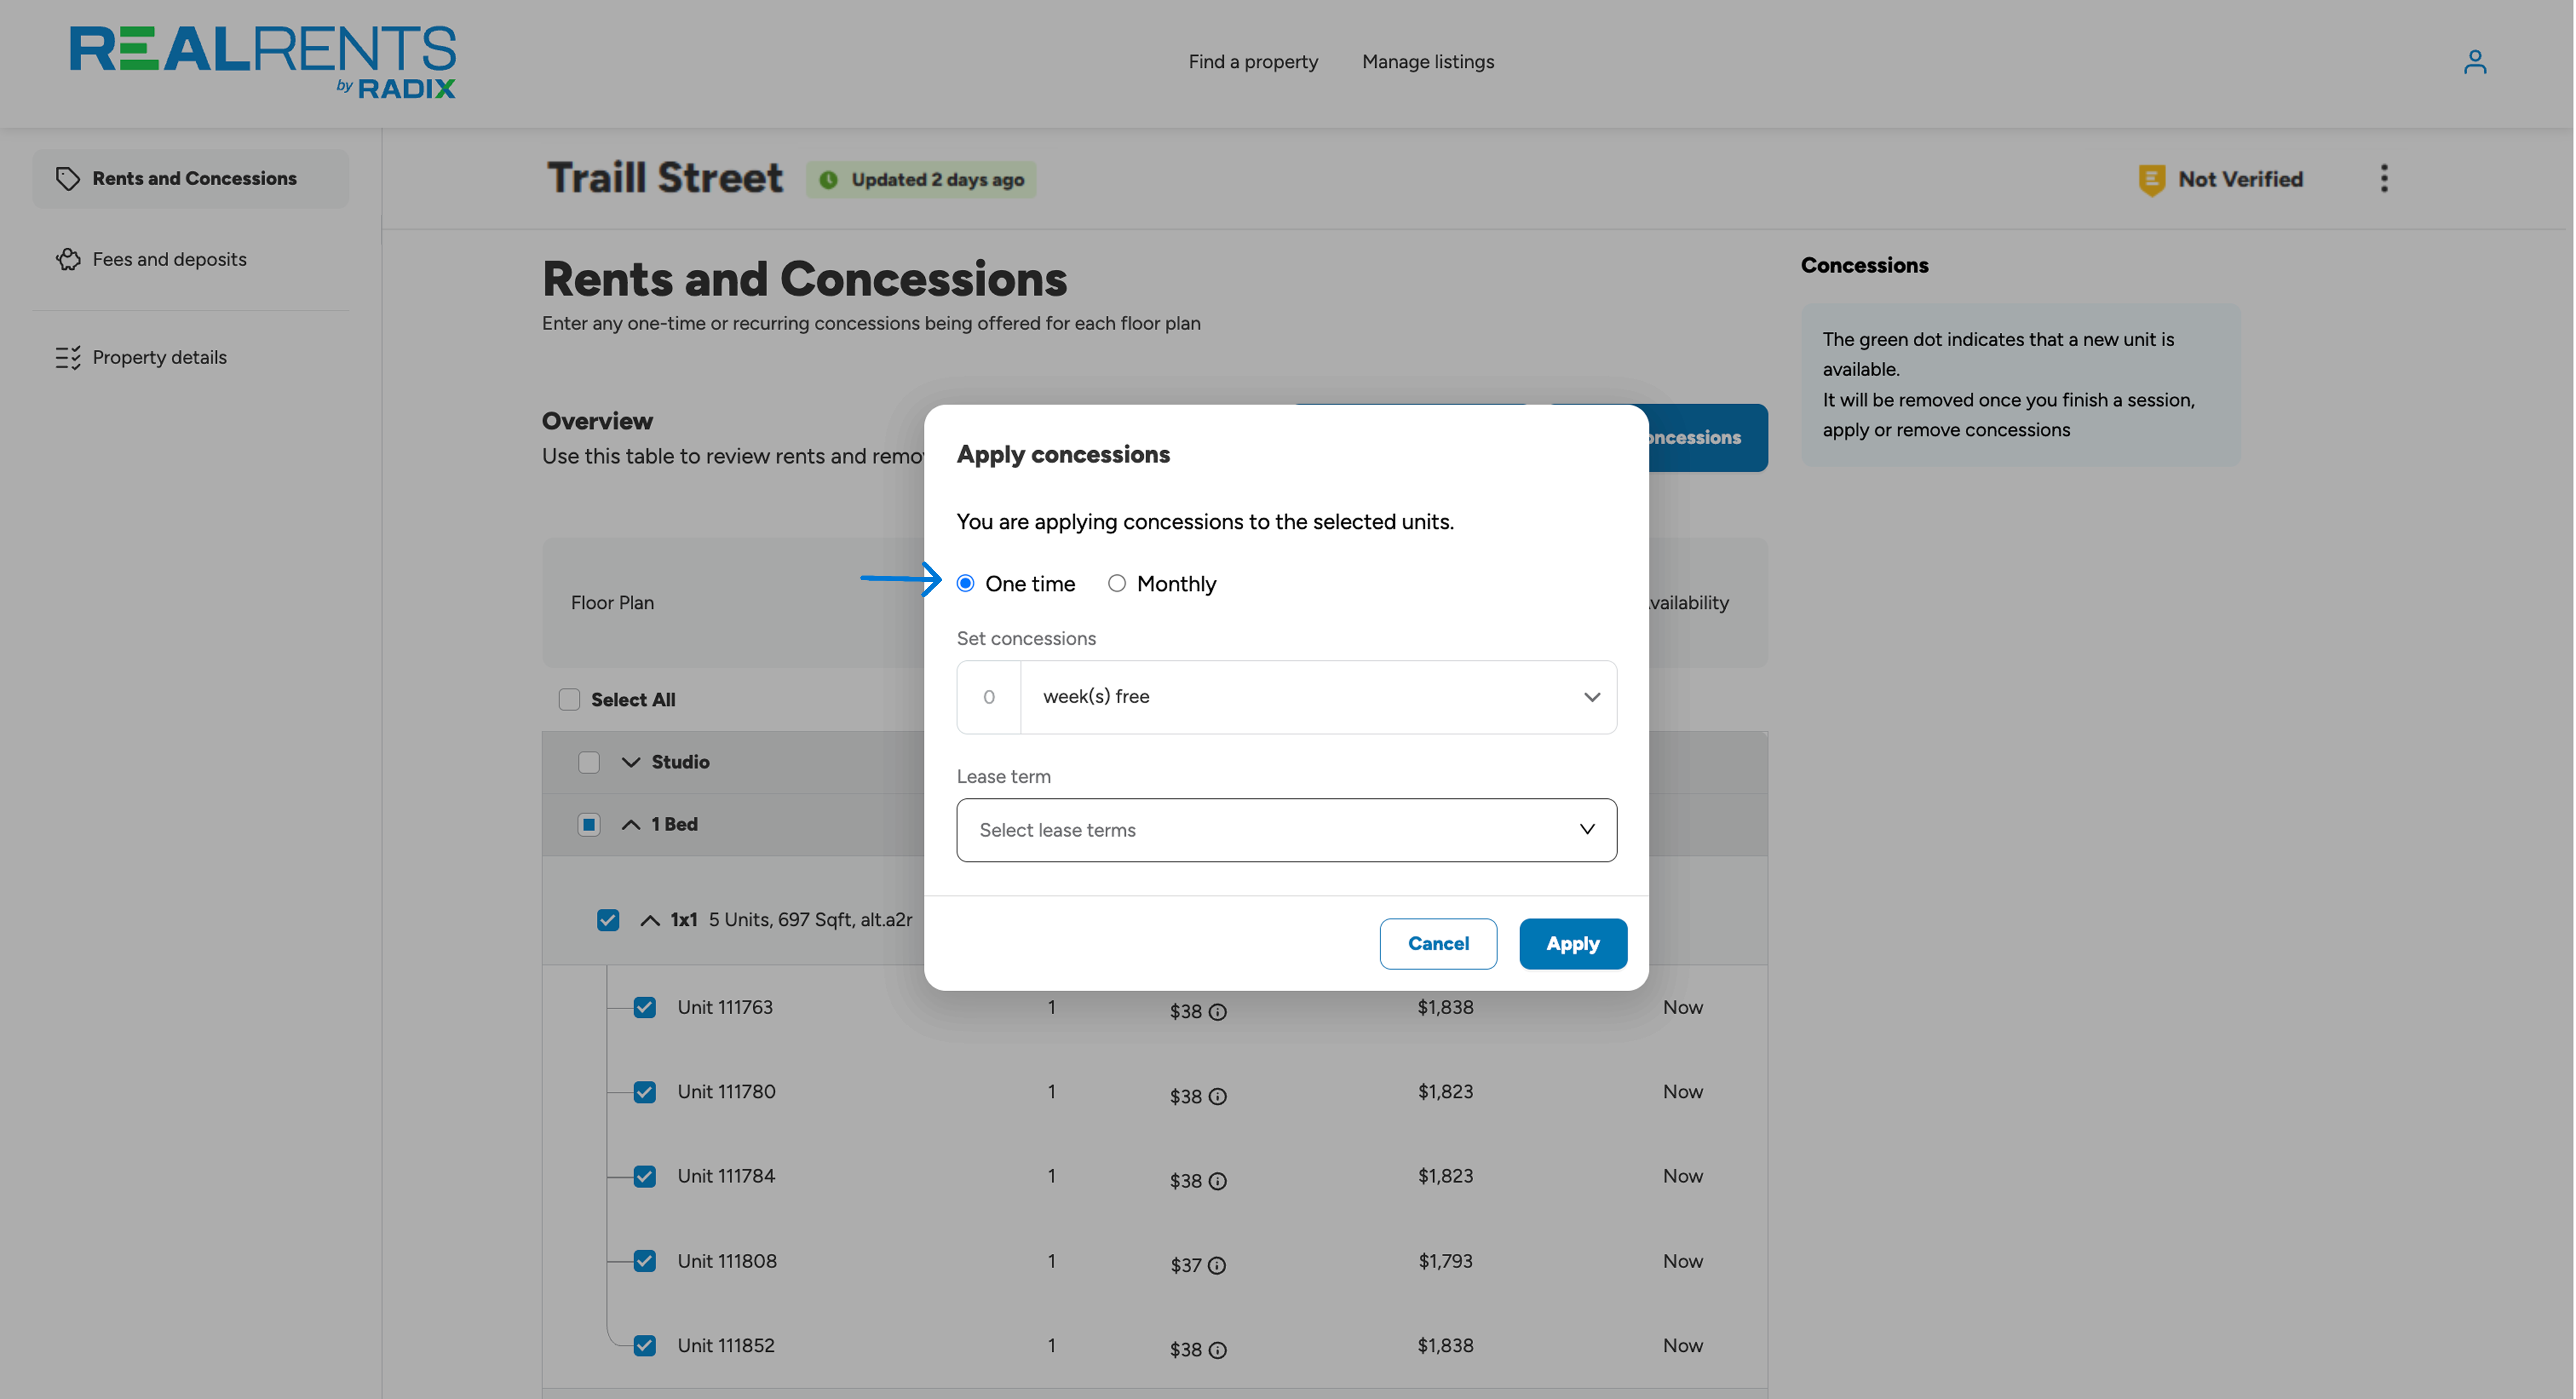 REALRENTS
by RADIX
Find a property
Manage listings
Rents and Concessions
Fees and deposits
Property details
Traill Street
Updated 2 days ago
Not Verified
Rents and Concessions
Enter any one-time or recurring concessions being offered for each floor plan
Concessions
The green dot indicates that a new unit is
available.
It will be removed once you finish a session,
apply or remove concessions
Overview
Use this table to review rents and
Apply concessions
You are applying concessions to the selected units.
One time
Monthly
Set concessions
0
week(s) free
Lease term
Select lease terms
Cancel
Apply
Floor Plan
Select All
Studio
1 Bed
1x1 5 Units, 697 Sqft, alt.a2r
Unit 111763 1 $38 $1,838 Now
Unit 111780 1 $38 $1,823 Now
Unit 111784 1 $38 $1,823 Now
Unit 111808 1 $37 $1,793 Now
Unit 111852 1 $38 $1,838 Now